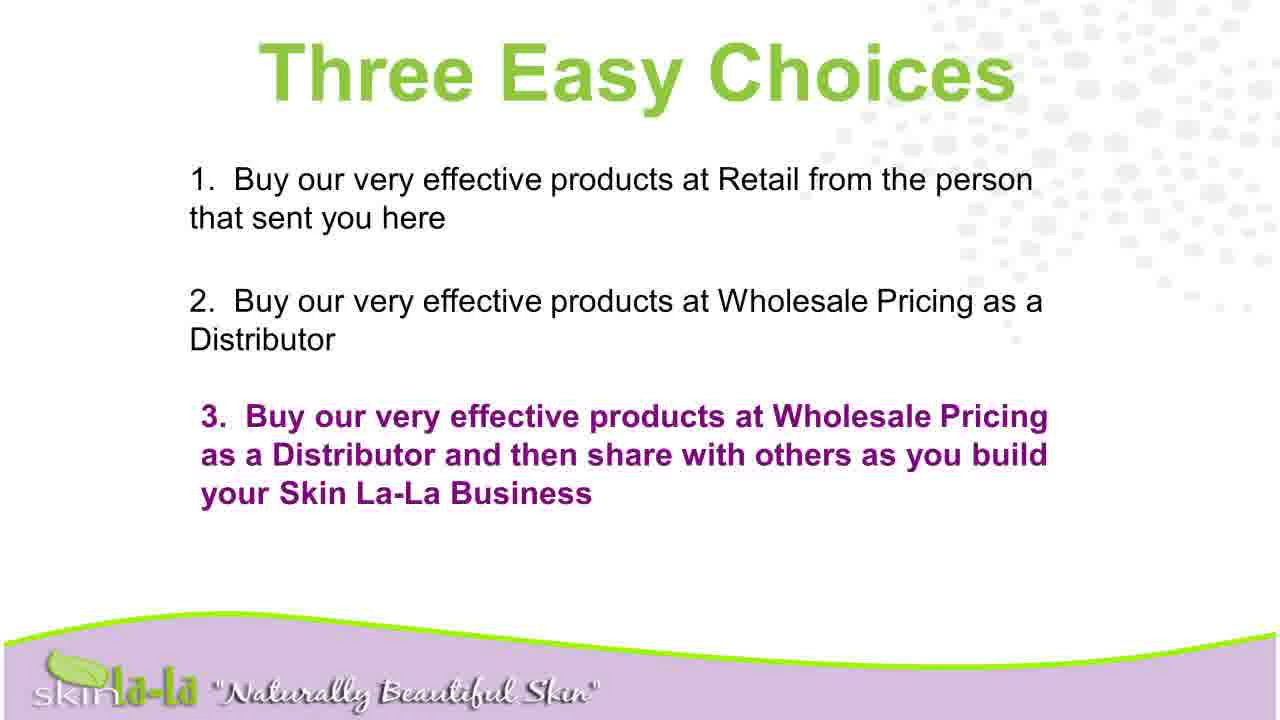 Three Easy Choices
1. Buy our very effective products at Retail from the person
that sent you here
2. Buy our very effective products at Wholesale Pricing as a
Distributor
3. Buy our very effective products at Wholesale Pricing
as a Distributor and then share with others as you build
your Skin La-La Business
skin La-La "Naturally Beautiful Skin"